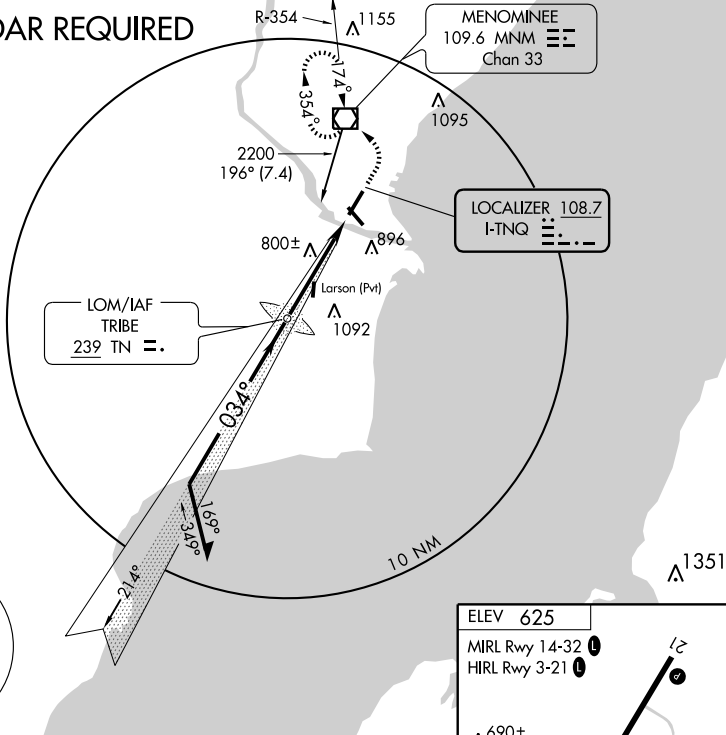 DAR REQUIRED
R-354
1155
MENOMINEE
109.6 MNM
Chan 33
174°
354°
1095
2200
196° (7.4)
LOCALIZER 108.7
I-TNQ
800±
896
Larson (Pvt)
LOM/IAF
TRIBE
239 TN
1092
034°
169°
349°
214°
10 NM
1351
ELEV 625
MIRL Rwy 14-32 L
HIRL Rwy 3-21 L
21
P
690±